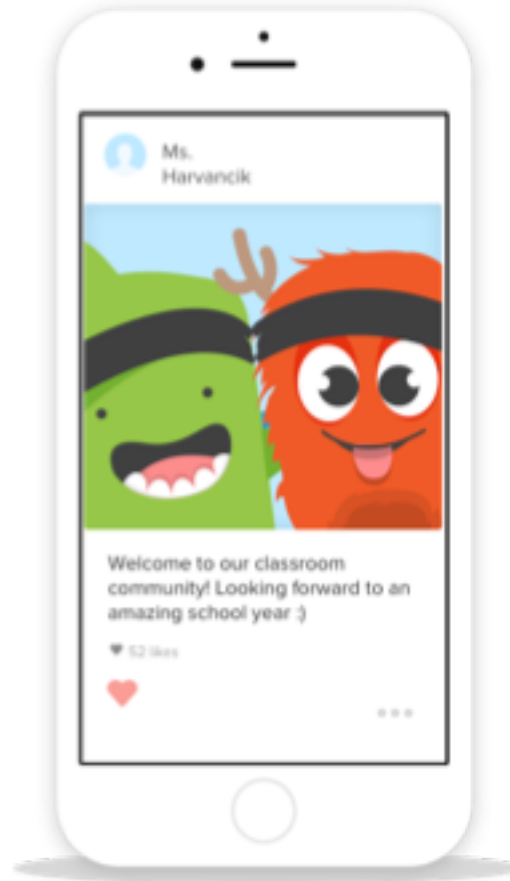 Ms.
Harvancik
Welcome to our classroom
community! Looking forward to an
amazing school year :)
52 likes